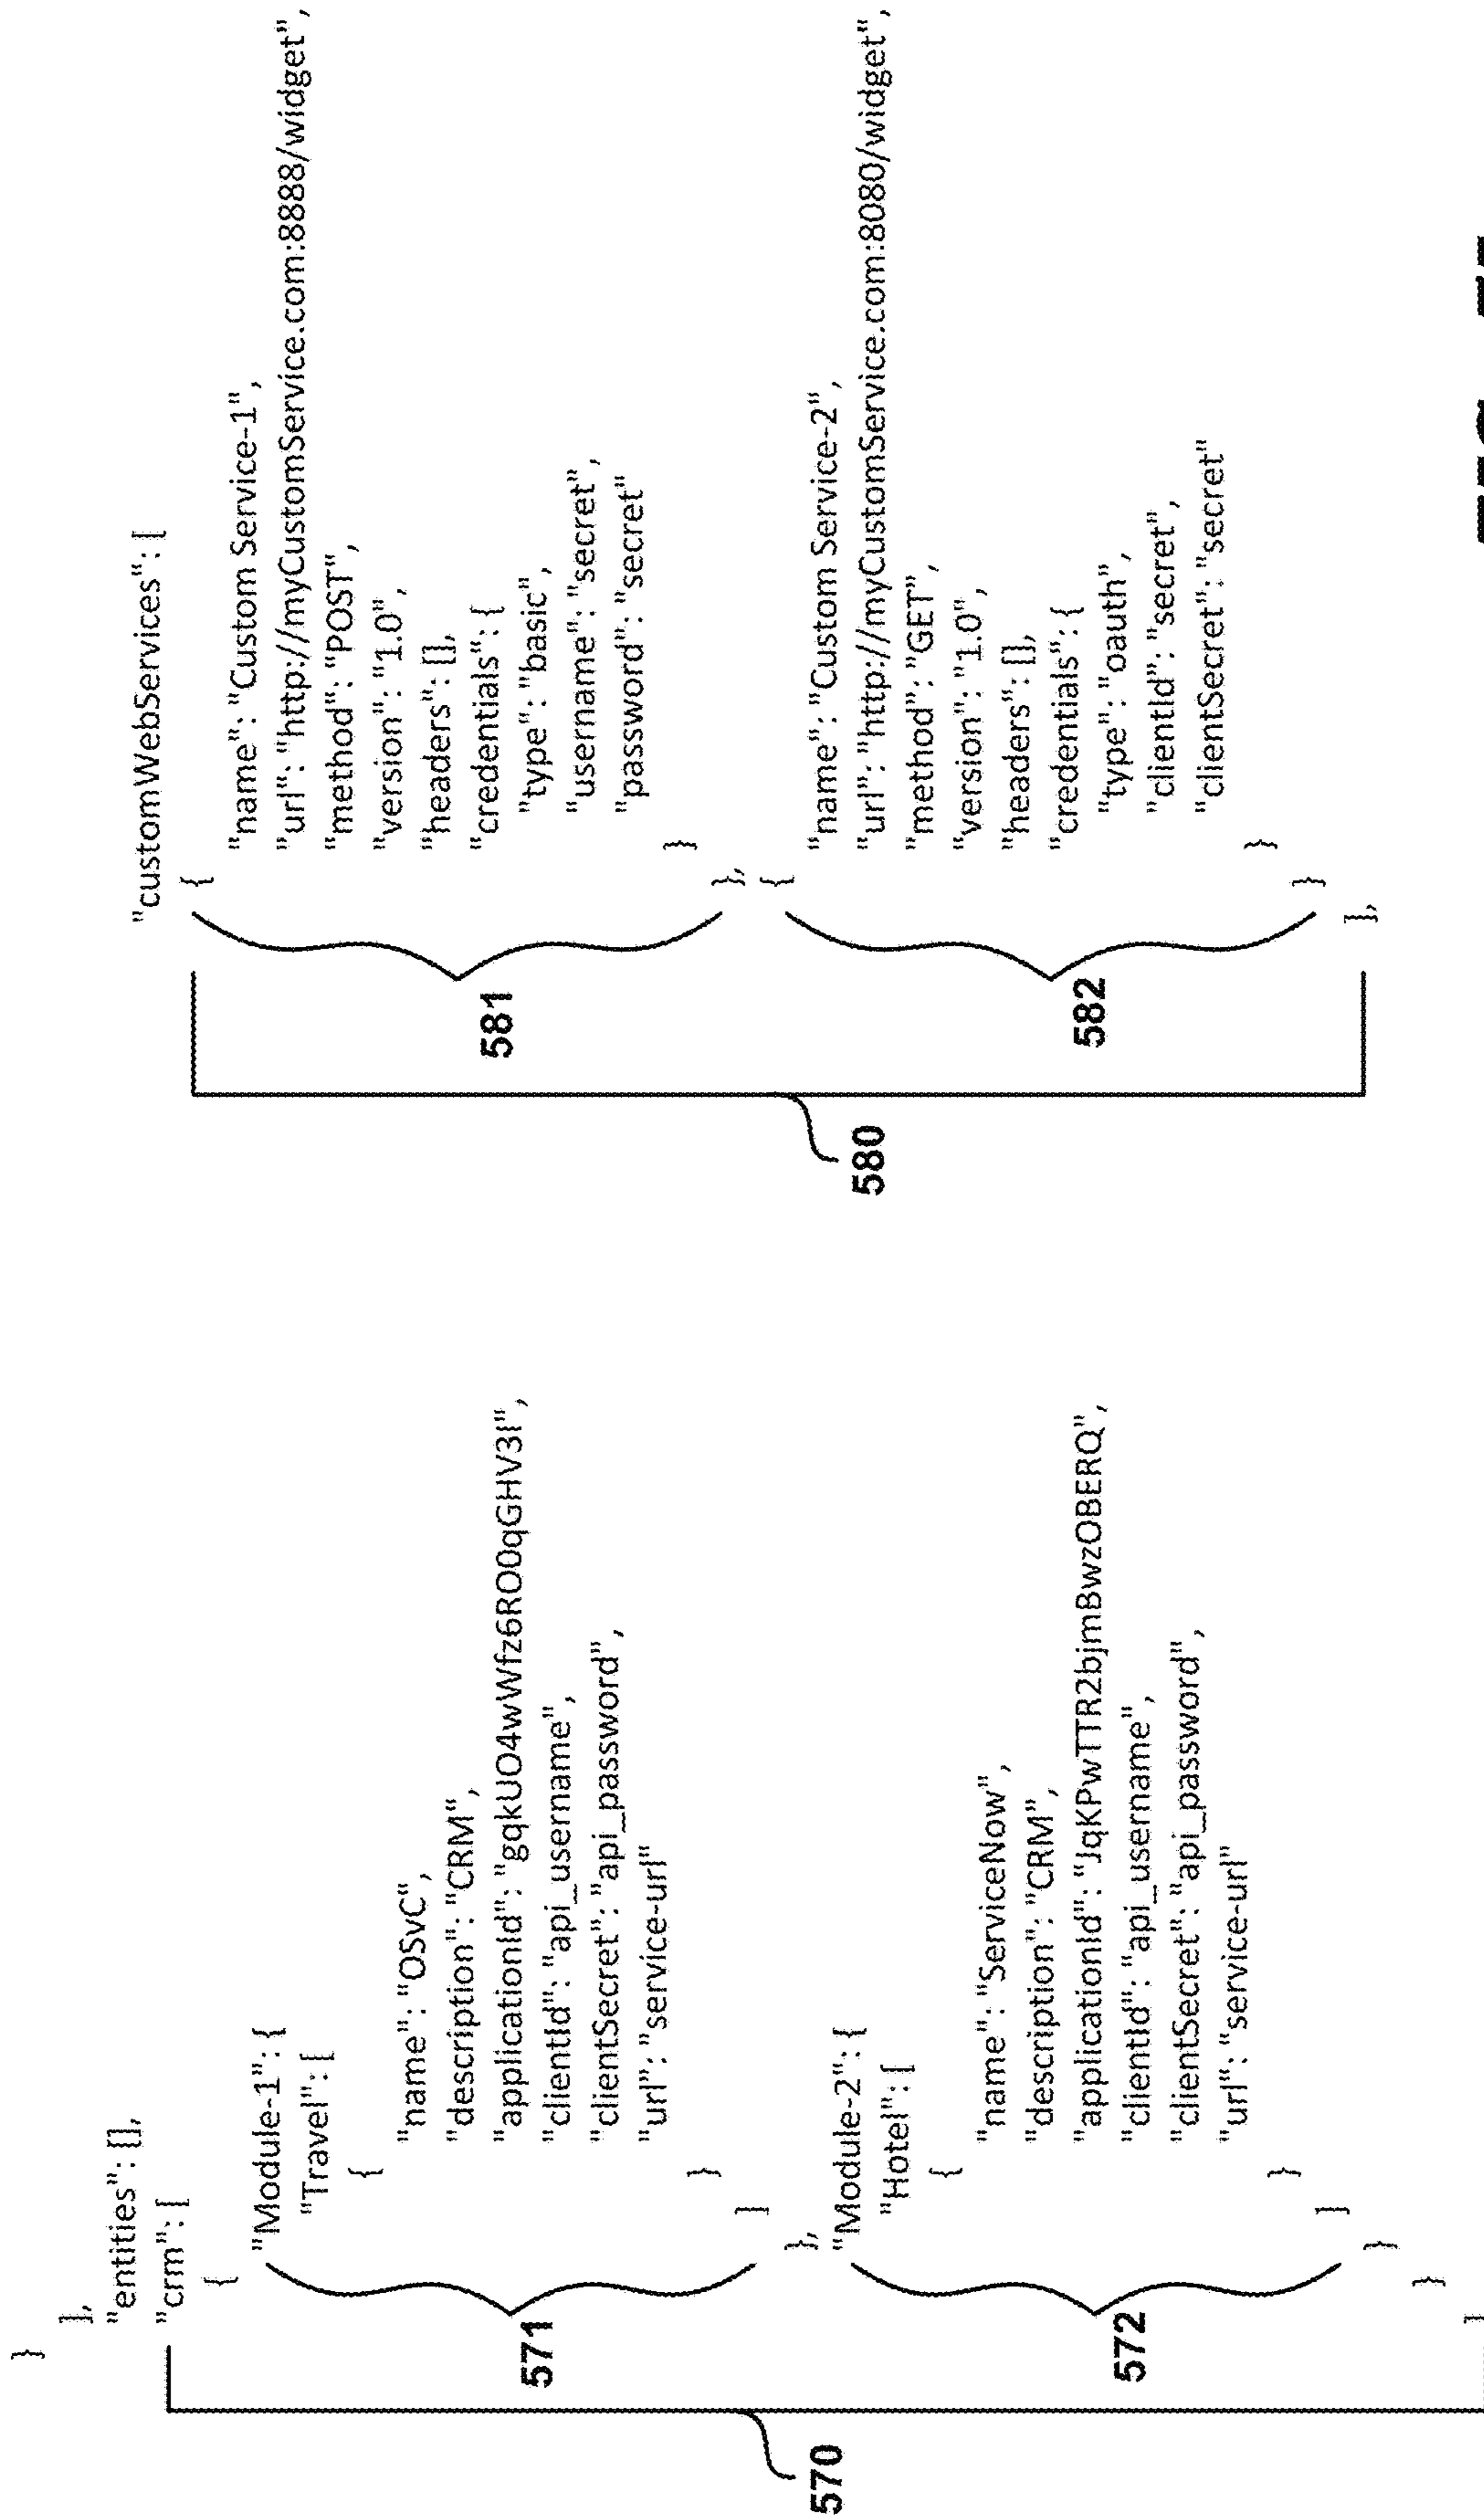 }
],
"entities": [],
"crm": [
{
"Module-1": {
"Travel": [
{
"name": "OSvC",
"description": "CRM",
"applicationId": "gqkUO4wWfz6RO0qGHV3I",
"clientId": "api_username",
"clientSecret": "api_password",
"url": "service-url"
}
]
},
"Module-2": {
"Hotel": [
{
"name": "ServiceNow",
"description": "CRM",
"applicationId": "JqKPwTTR2bjmBwzOBERQ",
"clientId": "api_username",
"clientSecret": "api_password",
"url": "service-url"
}
]
}
}
]
571
572
570
"customWebServices": [
{
"name": "Custom Service-1",
"url": "http://myCustomService.com:8888/widget",
"method": "POST",
"version": "1.0",
"headers": [],
"credentials": {
"type": "basic",
"username": "secret",
"password": "secret"
}
},
{
"name": "Custom Service-2",
"url": "http://myCustomService.com:8080/widget",
"method": "GET",
"version": "1.0",
"headers": [],
"credentials": {
"type": "oauth",
"clientId": "secret",
"clientSecret": "secret"
}
}
],
581
582
580